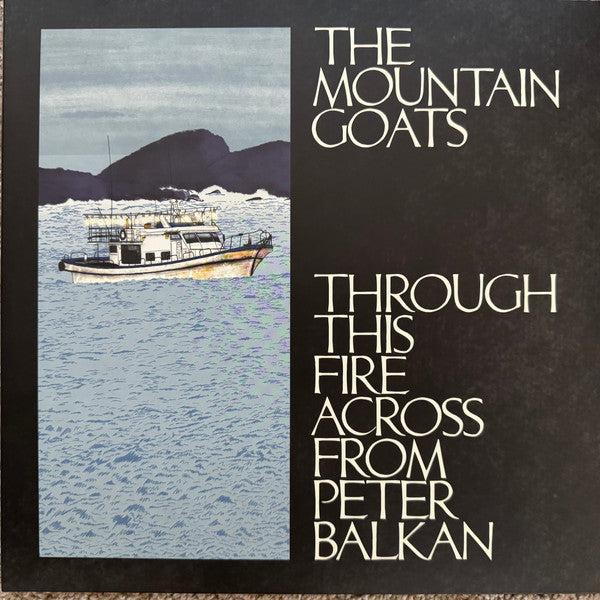 THE
MOUNTAIN
GOATS
THROUGH
THIS
FIRE
ACROSS
FROM
PETER
BALKAN